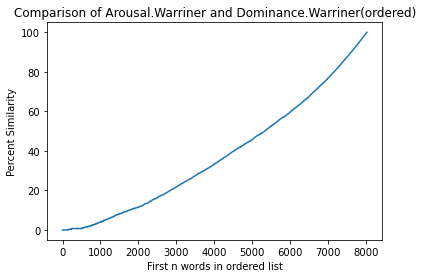 Comparison of Arousal.Warriner and Dominance.Warriner(ordered)
100
80
60
40
20
0
Percent Similarity
0 1000 2000 3000 4000 5000 6000 7000 8000
First n words in ordered list